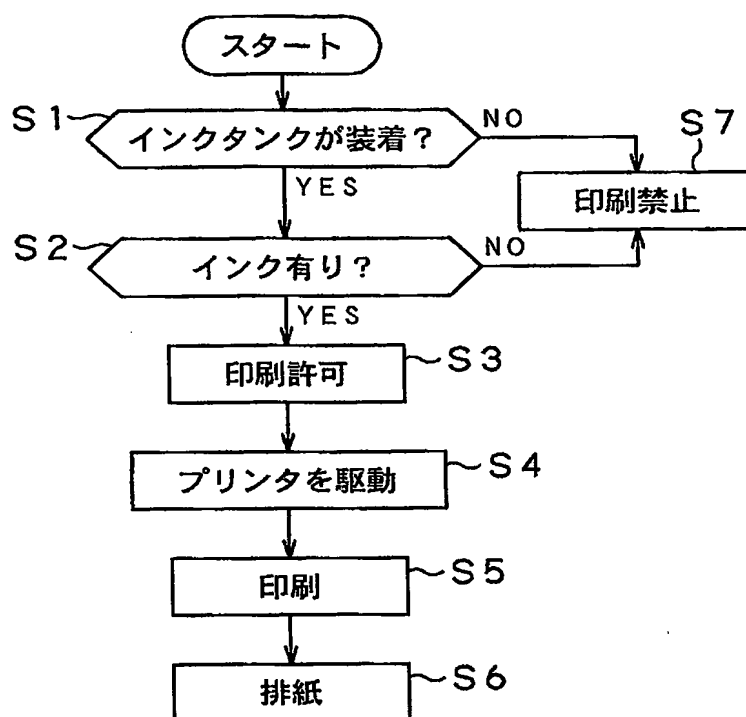 スタート
S1
インクタンクが装着?
NO
S7
印刷禁止
YES
S2
インク有り?
NO
YES
印刷許可
S3
プリンタを駆動
S4
印刷
S5
排紙
S6